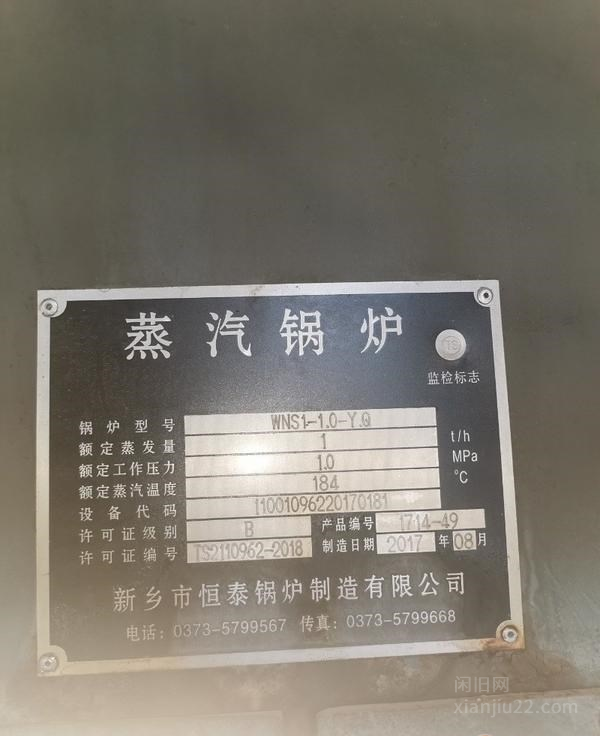 蒸汽锅炉
TS
监检标志
锅炉型号 WNS1-1.0-Y.Q
额定蒸发量 1 t/h
额定工作压力 1.0 MPa
额定蒸汽温度 184 ℃
设备代码 11001096220170181
许可证级别 B 产品编号 1714-49
许可证编号 TS2110962-2018 制造日期 2017 年 08 月
新乡市恒泰锅炉制造有限公司
电话：0373-5799567 传真：0373-5799668
闲旧网
xianjiu22.com